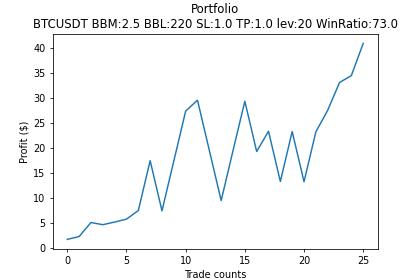 Portfolio
BTCUSDT BBM:2.5 BBL:220 SL:1.0 TP:1.0 lev:20 WinRatio:73.0
40
35
30
25
20
15
10
5
0
Profit ($)
0 5 10 15 20 25
Trade counts